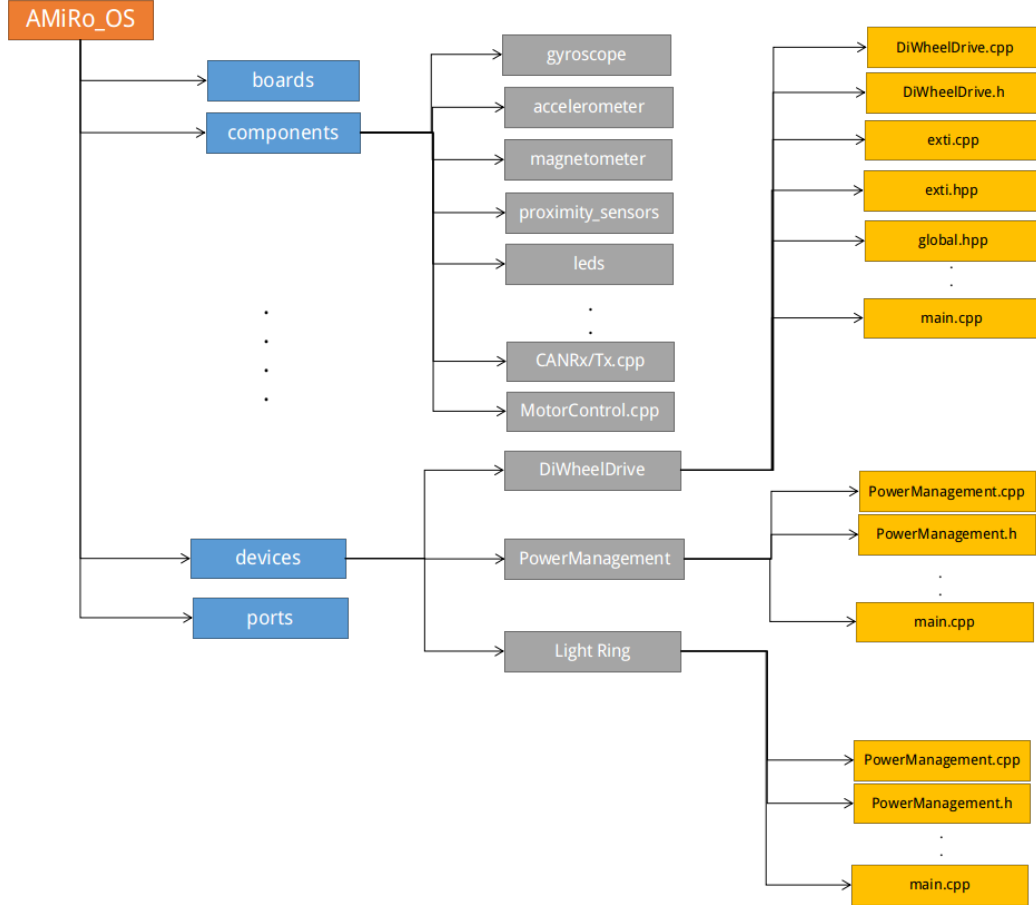 AMiRo_OS
boards
components
devices
ports
gyroscope
accelerometer
magnetometer
proximity_sensors
leds
CANRx/Tx.cpp
MotorControl.cpp
DiWheelDrive
PowerManagement
Light Ring
DiWheelDrive.cpp
DiWheelDrive.h
exti.cpp
exti.hpp
global.hpp
main.cpp
PowerManagement.cpp
PowerManagement.h
main.cpp
PowerManagement.cpp
PowerManagement.h
main.cpp